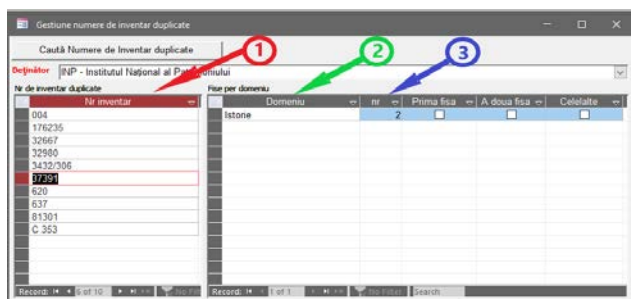 Gestiune numere de inventar duplicate
Caută Numere de Inventar duplicate
1
2
3
Deținător INP - Institutul Național al Patrimoniului
Nr de inventar duplicate
Fise per domeniu
Nr inventar
Domeniu nr Prima fisa A doua fisa Celelalte
004
Istorie 2
176235
32667
32980
3432/306
37391
620
637
81301
C 353
Record: 6 of 10 No Filt
Record: 1 of 1 No Filter Search